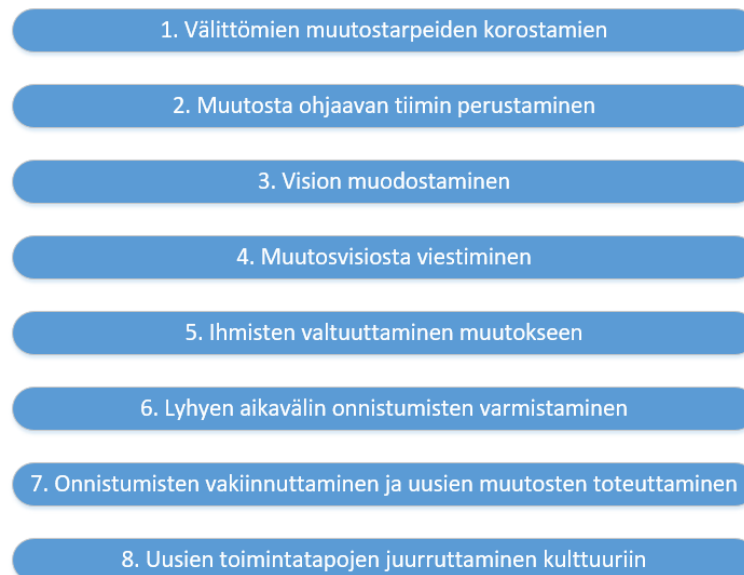 1. Välittömien muutostarpeiden korostamien
2. Muutosta ohjaavan tiimin perustaminen
3. Vision muodostaminen
4. Muutosvisiosta viestiminen
5. Ihmisten valtuuttaminen muutokseen
6. Lyhyen aikavälin onnistumisten varmistaminen
7. Onnistumisten vakiinnuttaminen ja uusien muutosten toteuttaminen
8. Uusien toimintatapojen juurruttaminen kulttuuriin